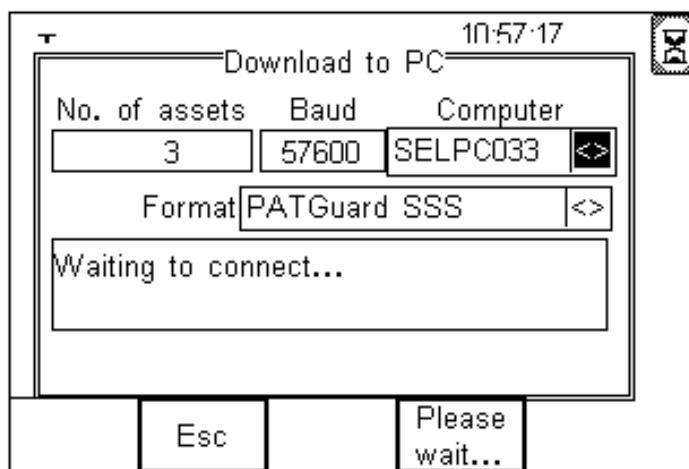 10:57:17
Download to PC
No. of assets Baud Computer
3 57600 SELPC033 <>
Format PATGuard SSS <>
Waiting to connect...
Esc
Please
wait...